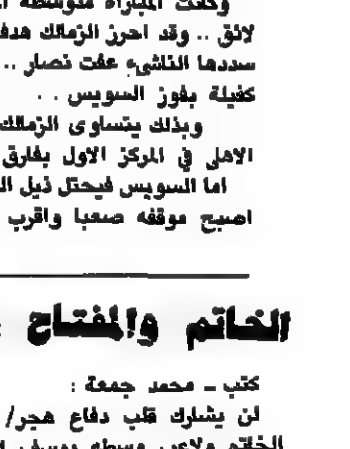 وكانت المباراة متوسطة
لائق .. وقد احرز الزمالك هدف
سددها الناشىء عفت نصار ..
كفيلة بفوز السويس . .
وبذلك يتساوى الزمالك
الاهلى في المركز الاول بفارق
اما السويس فيحتل ذيل
اصبح موقفه صعبا واقرب
الخاتم والمفتاح
كتب ــ محمد جمعة :
لن يشارك قلب دفاع هجر/
الخاتم ولاعب وسطه يوسف